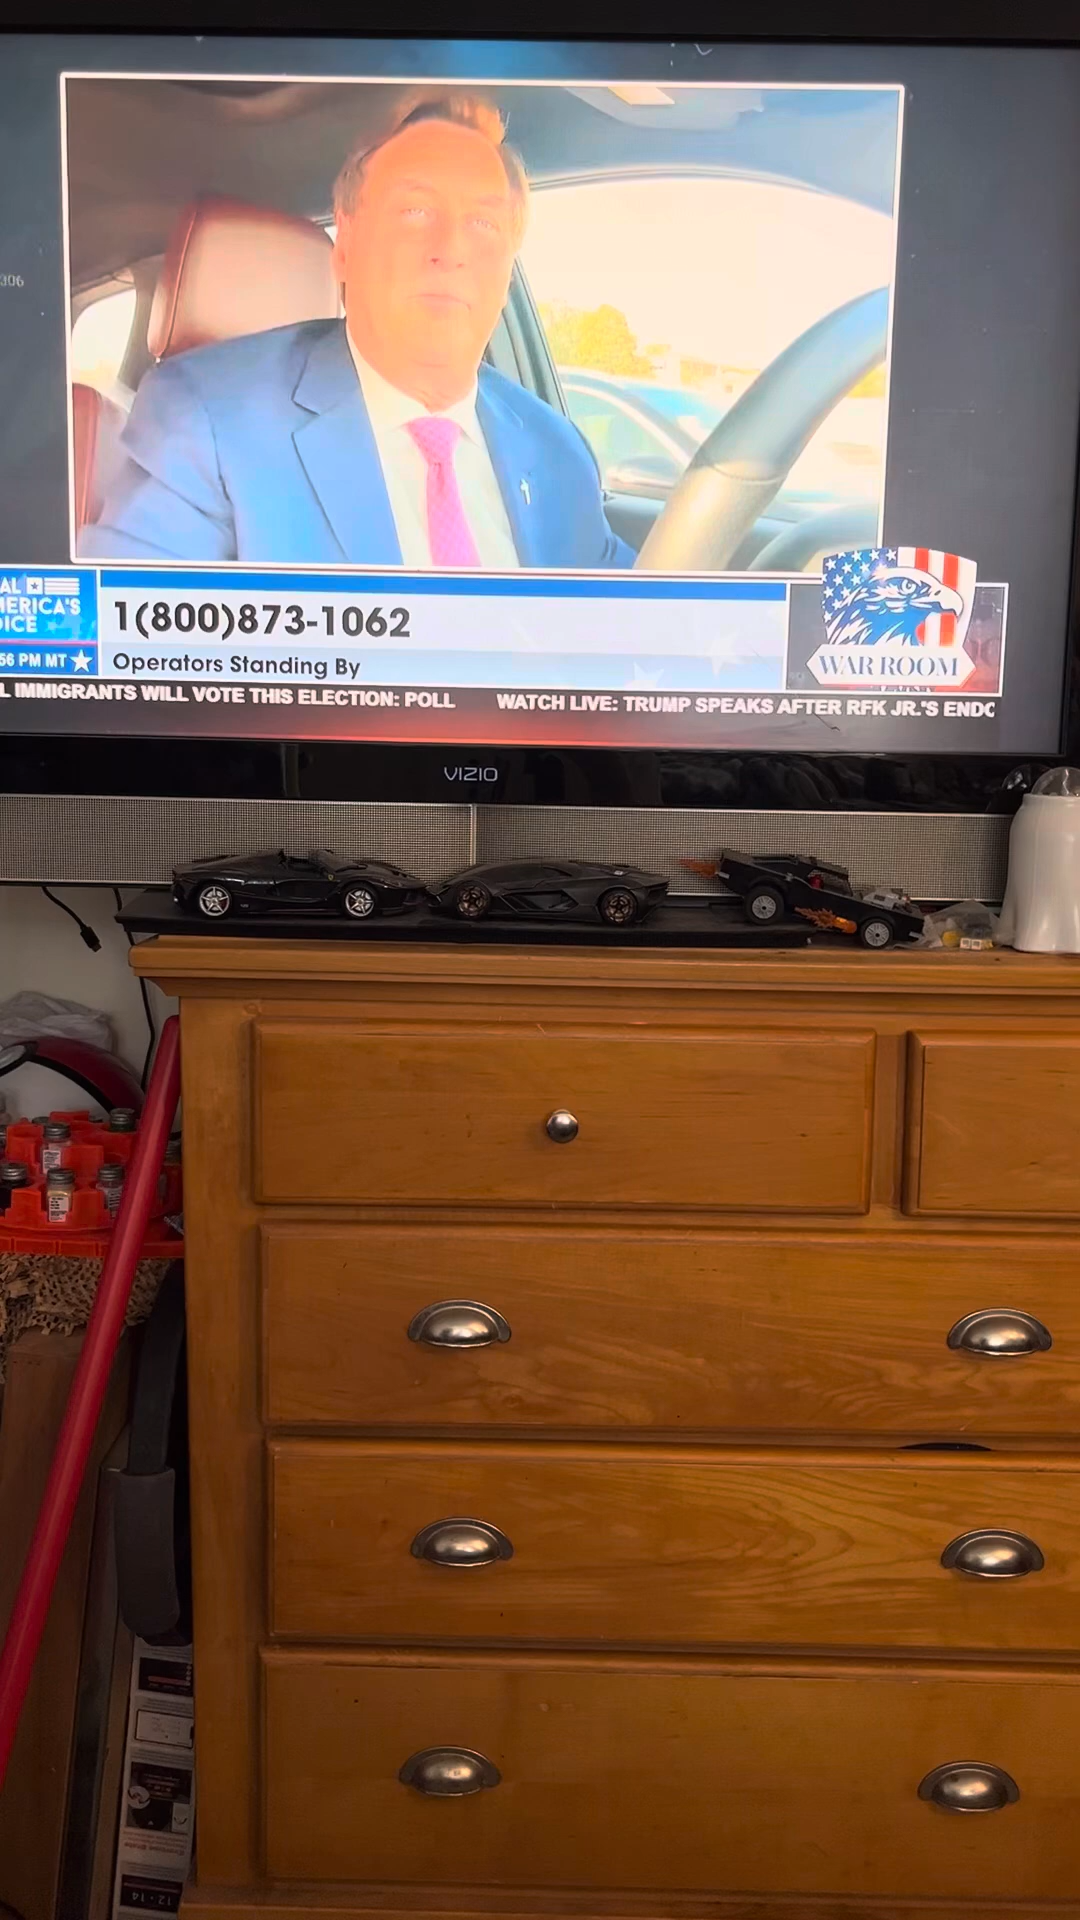 306
AL
MERICA'S
OICE
56 PM MT
1(800)873-1062
Operators Standing By
WAR ROOM
L IMMIGRANTS WILL VOTE THIS ELECTION: POLL WATCH LIVE: TRUMP SPEAKS AFTER RFK JR.'S ENDO
VIZIO
12-14